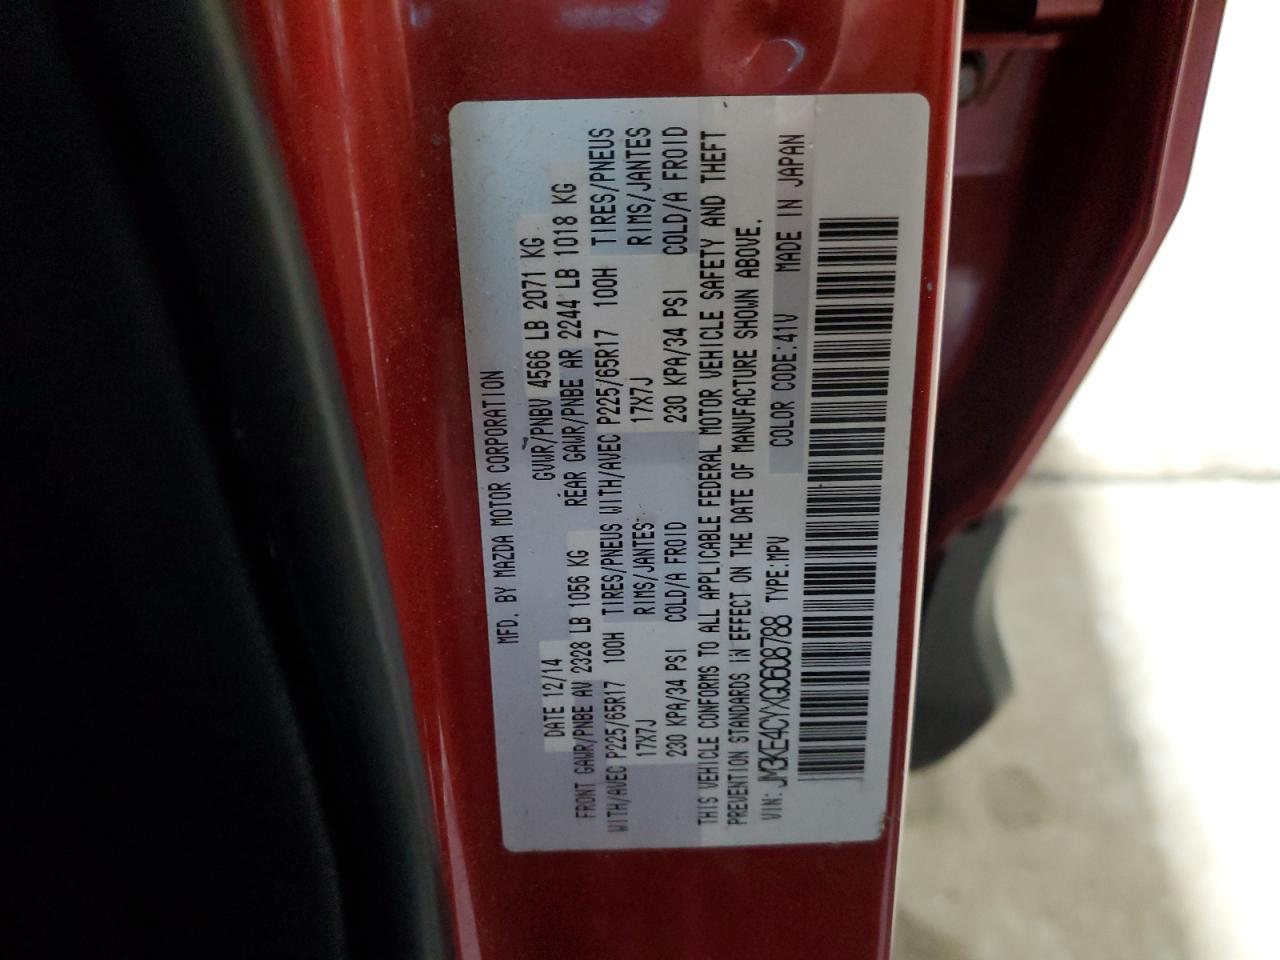 MFD. BY MAZDA MOTOR CORPORATION
DATE 12/14 GVWR/PNBV 4566 LB 2071 KG
FRONT GAWR/PNBE AV 2328 LB 1056 KG REAR GAWR/PNBE AR 2244 LB 1018 KG
WITH/AVEC P225/65R17 100H TIRES/PNEUS WITH/AVEC P225/65R17 100H TIRES/PNEUS
17X7J RIMS/JANTES 17X7J RIMS/JANTES
230 KPA/34 PSI COLD/A FROID 230 KPA/34 PSI COLD/A FROID
THIS VEHICLE CONFORMS TO ALL APPLICABLE FEDERAL MOTOR VEHICLE SAFETY AND THEFT
PREVENTION STANDARDS IN EFFECT ON THE DATE OF MANUFACTURE SHOWN ABOVE.
VIN: JM3KE4CYXG0608788 TYPE:MPV COLOR CODE:41V MADE IN JAPAN